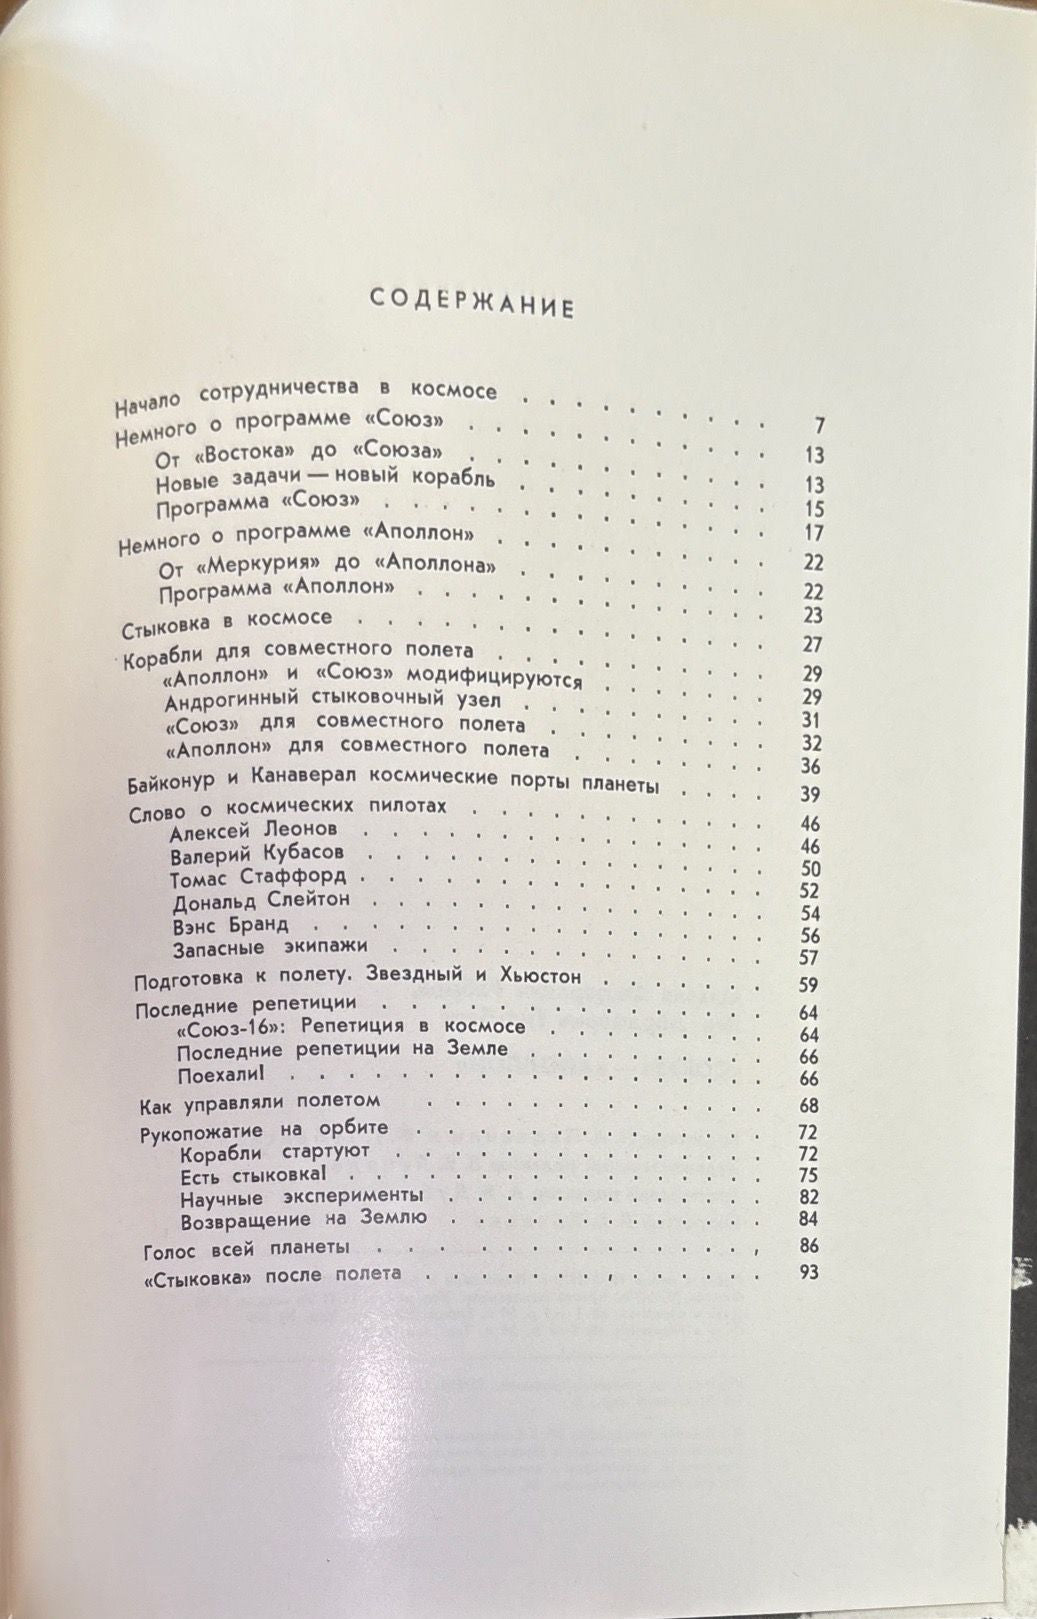 СОДЕРЖАНИЕ
Начало сотрудничества в космосе . . . . . . . . . . 7
Немного о программе «Союз» . . . . . . . . . . . . 13
От «Востока» до «Союза» . . . . . . . . . . . . 13
Новые задачи — новый корабль . . . . . . . . . . 15
Программа «Союз» . . . . . . . . . . . . . . . 17
Немного о программе «Аполлон» . . . . . . . . . . . 22
От «Меркурия» до «Аполлона» . . . . . . . . . . 22
Программа «Аполлон» . . . . . . . . . . . . . . 23
Стыковка в космосе . . . . . . . . . . . . . . . . 27
Корабли для совместного полета . . . . . . . . . . . 29
«Аполлон» и «Союз» модифицируются . . . . . . . 29
Андрогинный стыковочный узел . . . . . . . . . . 31
«Союз» для совместного полета . . . . . . . . . 32
«Аполлон» для совместного полета . . . . . . . . 36
Байконур и Канаверал космические порты планеты . . . . 39
Слово о космических пилотах . . . . . . . . . . . . 46
Алексей Леонов . . . . . . . . . . . . . . . . 46
Валерий Кубасов . . . . . . . . . . . . . . . 50
Томас Стаффорд . . . . . . . . . . . . . . . . 52
Дональд Слейтон . . . . . . . . . . . . . . . 54
Вэнс Бранд . . . . . . . . . . . . . . . . . 56
Запасные экипажи . . . . . . . . . . . . . . . 57
Подготовка к полету. Звездный и Хьюстон . . . . . . . 59
Последние репетиции . . . . . . . . . . . . . . . 64
«Союз-16»: Репетиция в космосе . . . . . . . . . 64
Последние репетиции на Земле . . . . . . . . . . 66
Поехали! . . . . . . . . . . . . . . . . . . 66
Как управляли полетом . . . . . . . . . . . . . 68
Рукопожатие на орбите . . . . . . . . . . . . . . 72
Корабли стартуют . . . . . . . . . . . . . . . 72
Есть стыковка! . . . . . . . . . . . . . . . . 75
Научные эксперименты . . . . . . . . . . . . . 82
Возвращение на Землю . . . . . . . . . . . . . 84
Голос всей планеты . . . . . . . . . . . . . . . 86
«Стыковка» после полета . . . . . . . . . . . . . 93